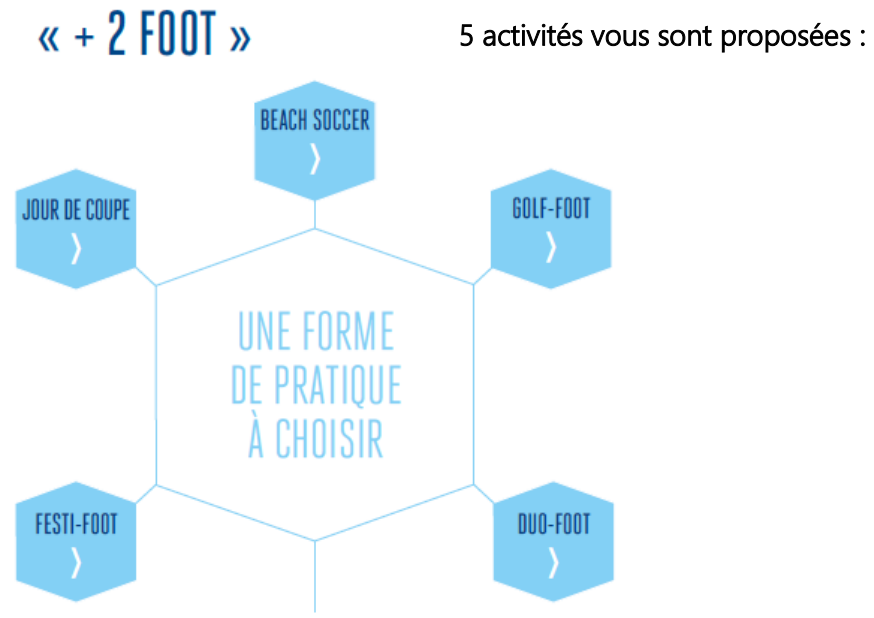 « + 2 FOOT »
5 activités vous sont proposées :
BEACH SOCCER
JOUR DE COUPE
GOLF-FOOT
UNE FORME
DE PRATIQUE
À CHOISIR
FESTI-FOOT
DUO-FOOT